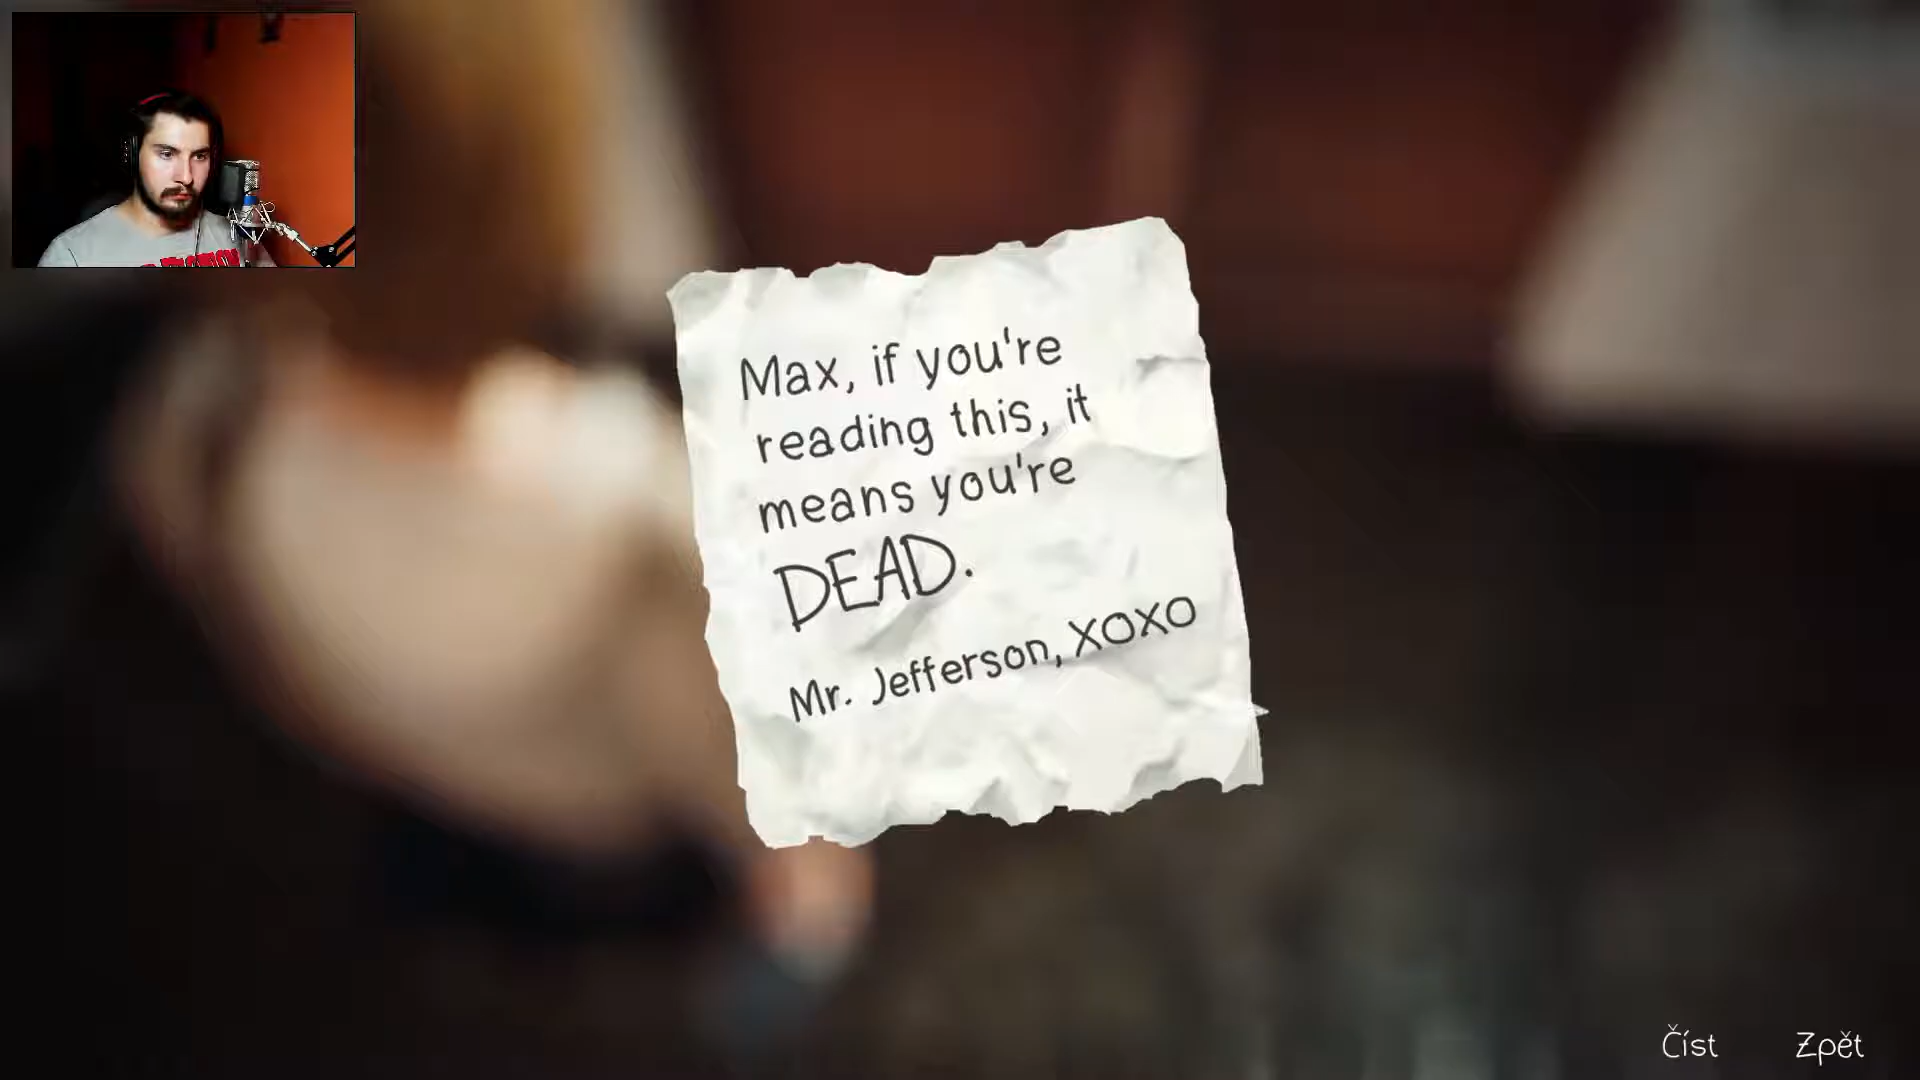 Max, if you're
reading this, it
means you're
DEAD.
Mr. Jefferson, XOXO
Číst
Zpět